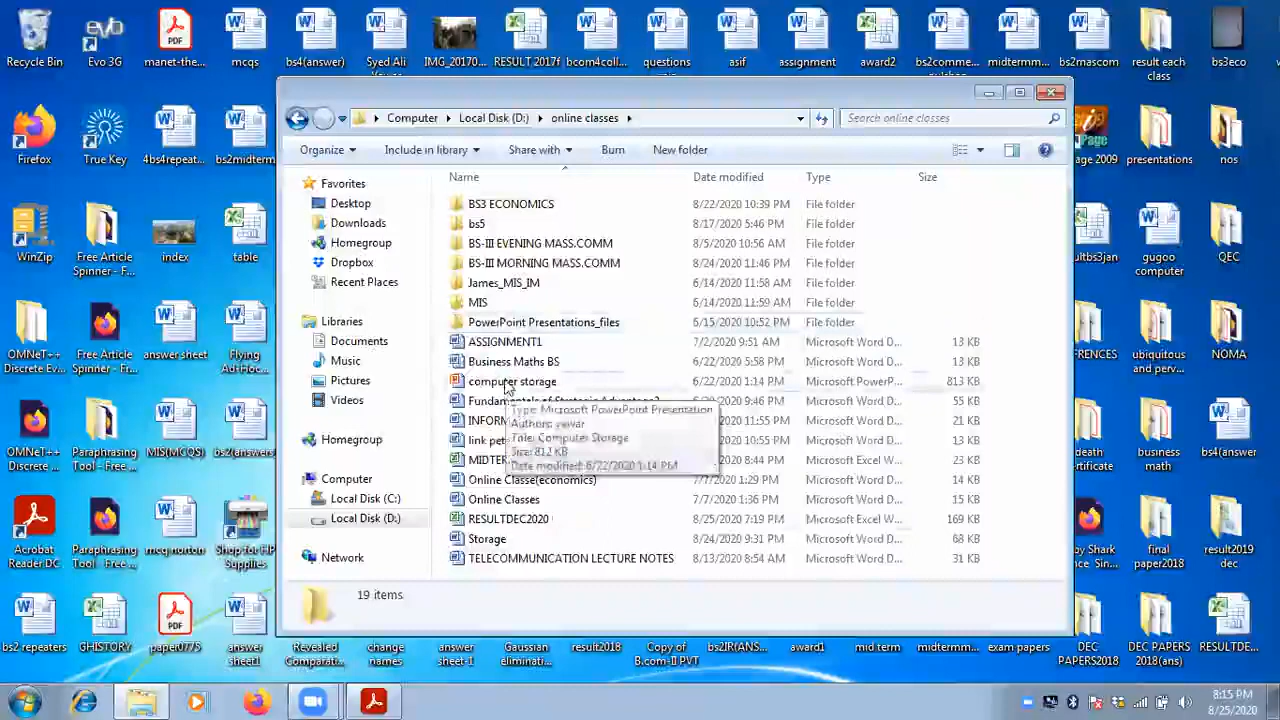 Recycle Bin
Evo 3G
manet-the...
mcqs
bs4(answer)
Syed Ali
IMG_20170...
RESULT 2017f
bcom4coll...
questions
asif
assignment
award2
bs2comme...
midtermm...
bs2mascom
result each
class
bs3eco
Firefox
True Key
4bs4repeat...
bs2midterm
age 2009
presentations
nos
WinZip
Free Article
Spinner - F...
index
table
ultbs3jan
gugoo
computer
QEC
OMNeT++
Discrete Ev...
Free Article
Spinner - F...
answer sheet
Flying
Ad+Hoc...
RENCES
ubiquitous
and perv...
NOMA
OMNET++
Discrete ...
Paraphrasing
Tool - Free ...
MIS(MCQS)
bs2(answers)
death
certificate
business
math
bs4(answer)
Acrobat
Reader DC
Paraphrasing
Tool - Free ...
mcq norton
Shop for HP
Supplies
by Shark
final
paper2018
result2019
dec
bs2 repeaters
GHISTORY
paper0775
answer
sheet1
Revealed
Comparati...
change
names
answer
sheet-1
Gaussian
eliminati...
result2018
Copy of
B.com-II PVT
bs2IR(ANS...
award1
mid term
midtermm...
exam papers
DEC
PAPERS2018
DEC PAPERS
2018(ans)
RESULTDE...
Computer
Local Disk (D:)
online classes
Search online classes
Organize
Include in library
Share with
Burn
New folder
Favorites
Desktop
Downloads
Homegroup
Dropbox
Recent Places
Libraries
Documents
Music
Pictures
Videos
Homegroup
Computer
Local Disk (C:)
Local Disk (D:)
Network
Name Date modified Type Size
BS3 ECONOMICS 8/22/2020 10:39 PM File folder
bs5 8/17/2020 5:46 PM File folder
BS-III EVENING MASS.COMM 8/5/2020 10:56 AM File folder
BS-III MORNING MASS.COMM 8/24/2020 11:46 PM File folder
James_MIS_IM 6/14/2020 11:58 AM File folder
MIS 6/14/2020 11:59 AM File folder
PowerPoint Presentations_files 6/15/2020 10:52 PM File folder
ASSIGNMENT1 7/2/2020 9:51 AM Microsoft Word D... 13 KB
Business Maths BS 6/22/2020 5:58 PM Microsoft Word D... 13 KB
computer storage 6/22/2020 1:14 PM Microsoft PowerP... 813 KB
Fundamentals of Strategic Advantage2 9:46 PM Microsoft Word D... 55 KB
INFORM 11:55 PM Microsoft Word D... 21 KB
link pet 10:55 PM Microsoft Word D... 13 KB
MIDTER 8:44 PM Microsoft Excel W... 23 KB
Online Classe(economics) 7/7/2020 1:29 PM Microsoft Word D... 14 KB
Online Classes 7/7/2020 1:36 PM Microsoft Word D... 15 KB
RESULTDEC2020 8/25/2020 7:19 PM Microsoft Excel W... 169 KB
Storage 8/24/2020 9:31 PM Microsoft Word D... 68 KB
TELECOMMUNICATION LECTURE NOTES 8/13/2020 8:54 AM Microsoft Word D... 31 KB
Type: Microsoft PowerPoint Presentation
Authors: yawar
Title: Computer Storage
Size: 812 KB
Date modified: 6/22/2020 1:14 PM
19 items
8:15 PM
8/25/2020